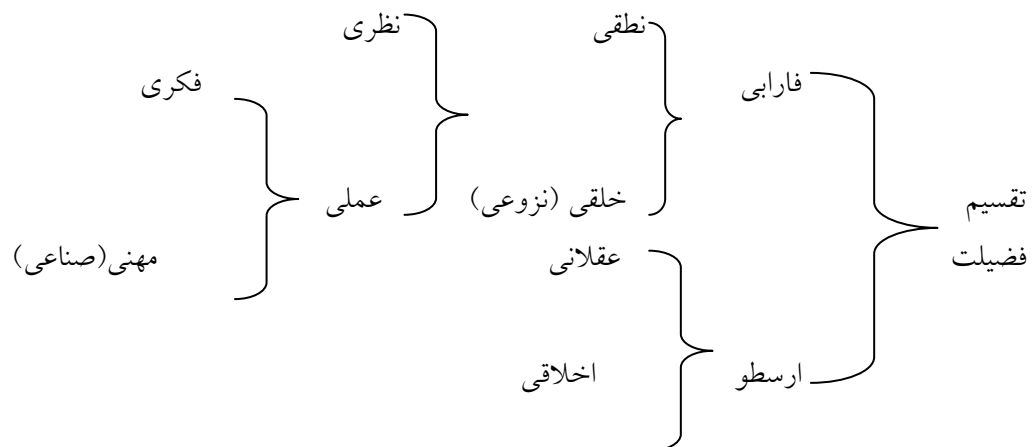 تقسیم
فضیلت
فارابی
نطقی
نظری
عملی
فکری
مهنی(صناعی)
خلقی (نزوعی)
ارسطو
عقلانی
اخلاقی